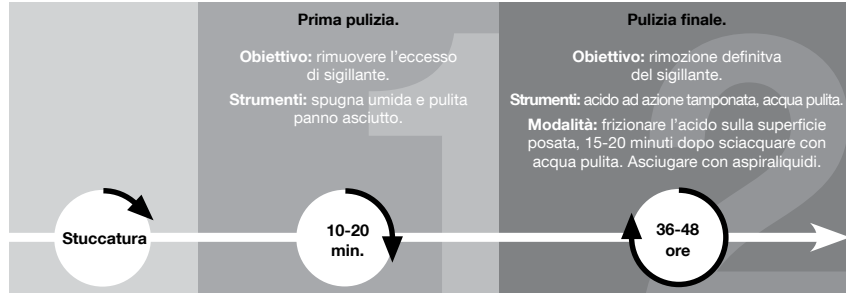 Prima pulizia.
Obiettivo: rimuovere l'eccesso
di sigillante.
Strumenti: spugna umida e pulita
panno asciutto.
1
Pulizia finale.
Obiettivo: rimozione definitva
del sigillante.
Strumenti: acido ad azione tamponata, acqua pulita.
Modalità: frizionare l'acido sulla superficie
posata, 15-20 minuti dopo sciacquare con
acqua pulita. Asciugare con aspiraliquidi.
2
Stuccatura
10-20
min.
36-48
ore